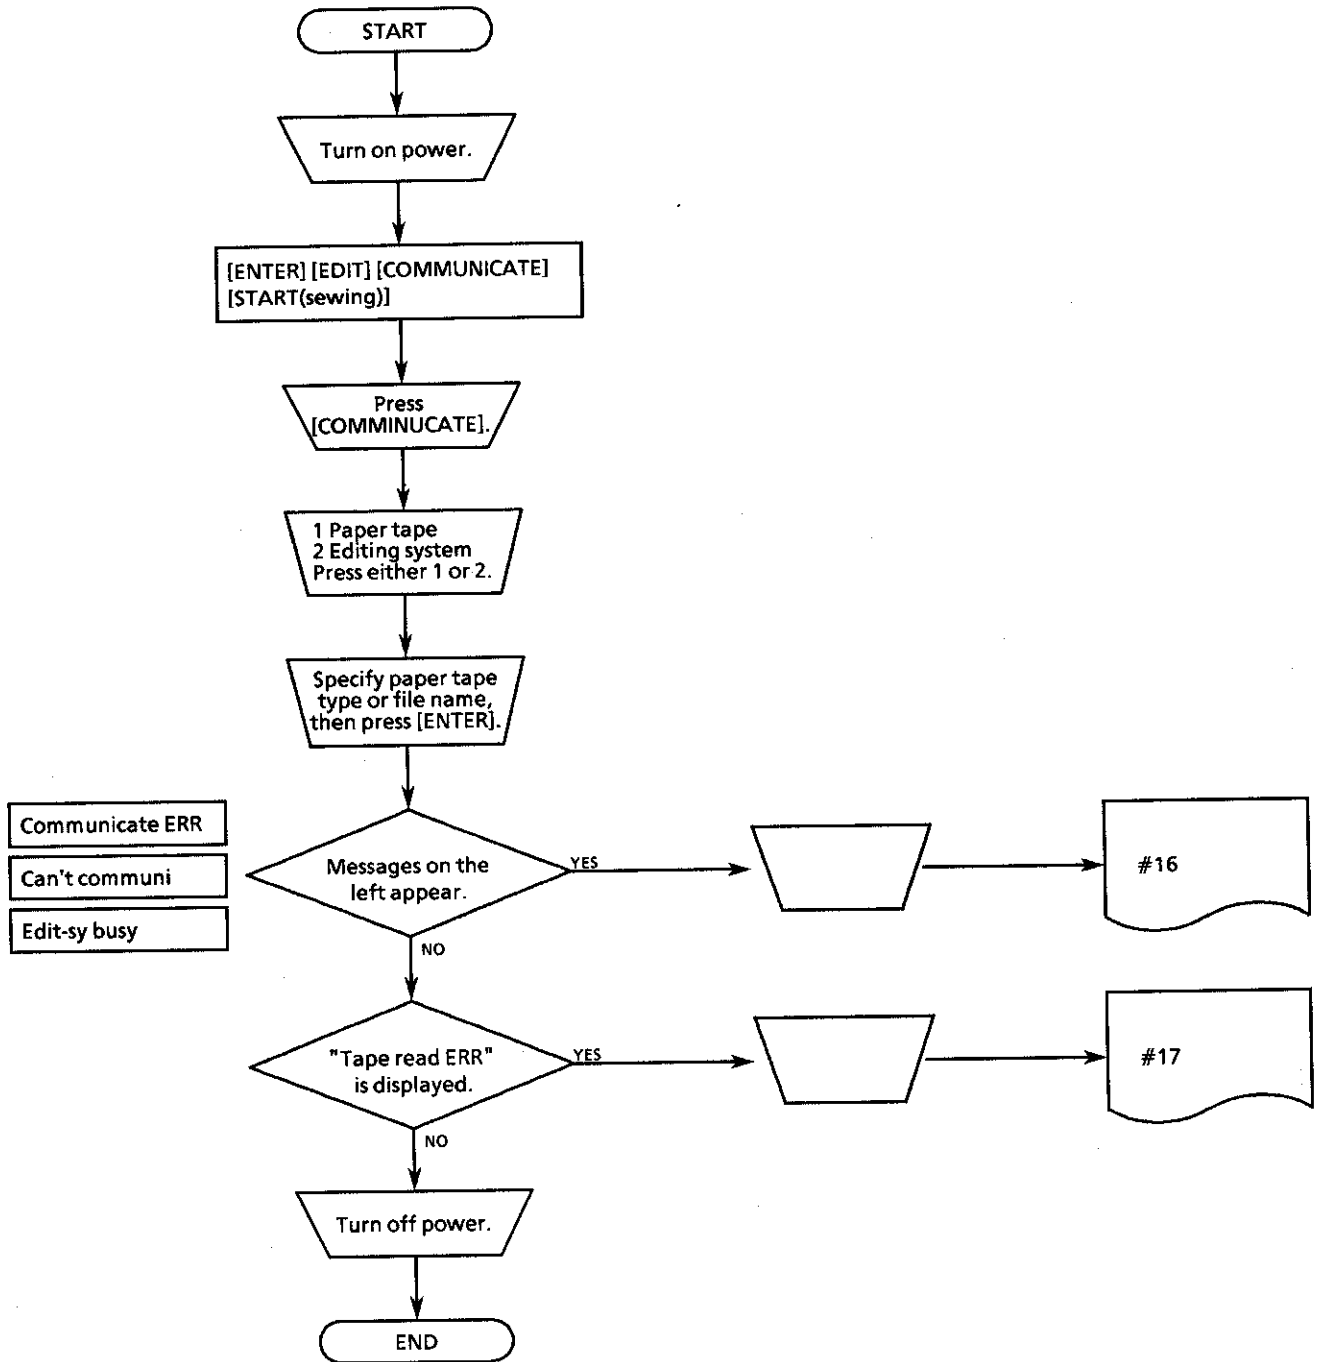 START
Turn on power.
[ENTER] [EDIT] [COMMUNICATE]
[START(sewing)]
Press
[COMMINUCATE].
1 Paper tape
2 Editing system
Press either 1 or 2.
Specify paper tape
type or file name,
then press [ENTER].
Communicate ERR
Can't communi
Edit-sy busy
Messages on the
left appear.
YES
#16
NO
"Tape read ERR"
is displayed.
YES
#17
NO
Turn off power.
END